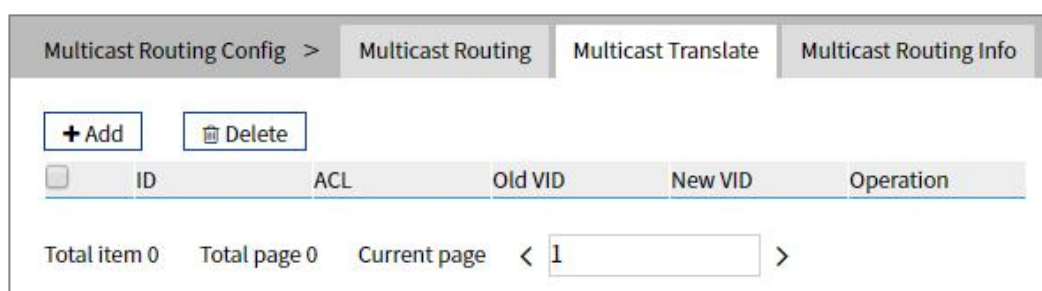 Multicast Routing Config > Multicast Routing Multicast Translate Multicast Routing Info
+ Add Delete
ID ACL Old VID New VID Operation
Total item 0 Total page 0 Current page < 1 >